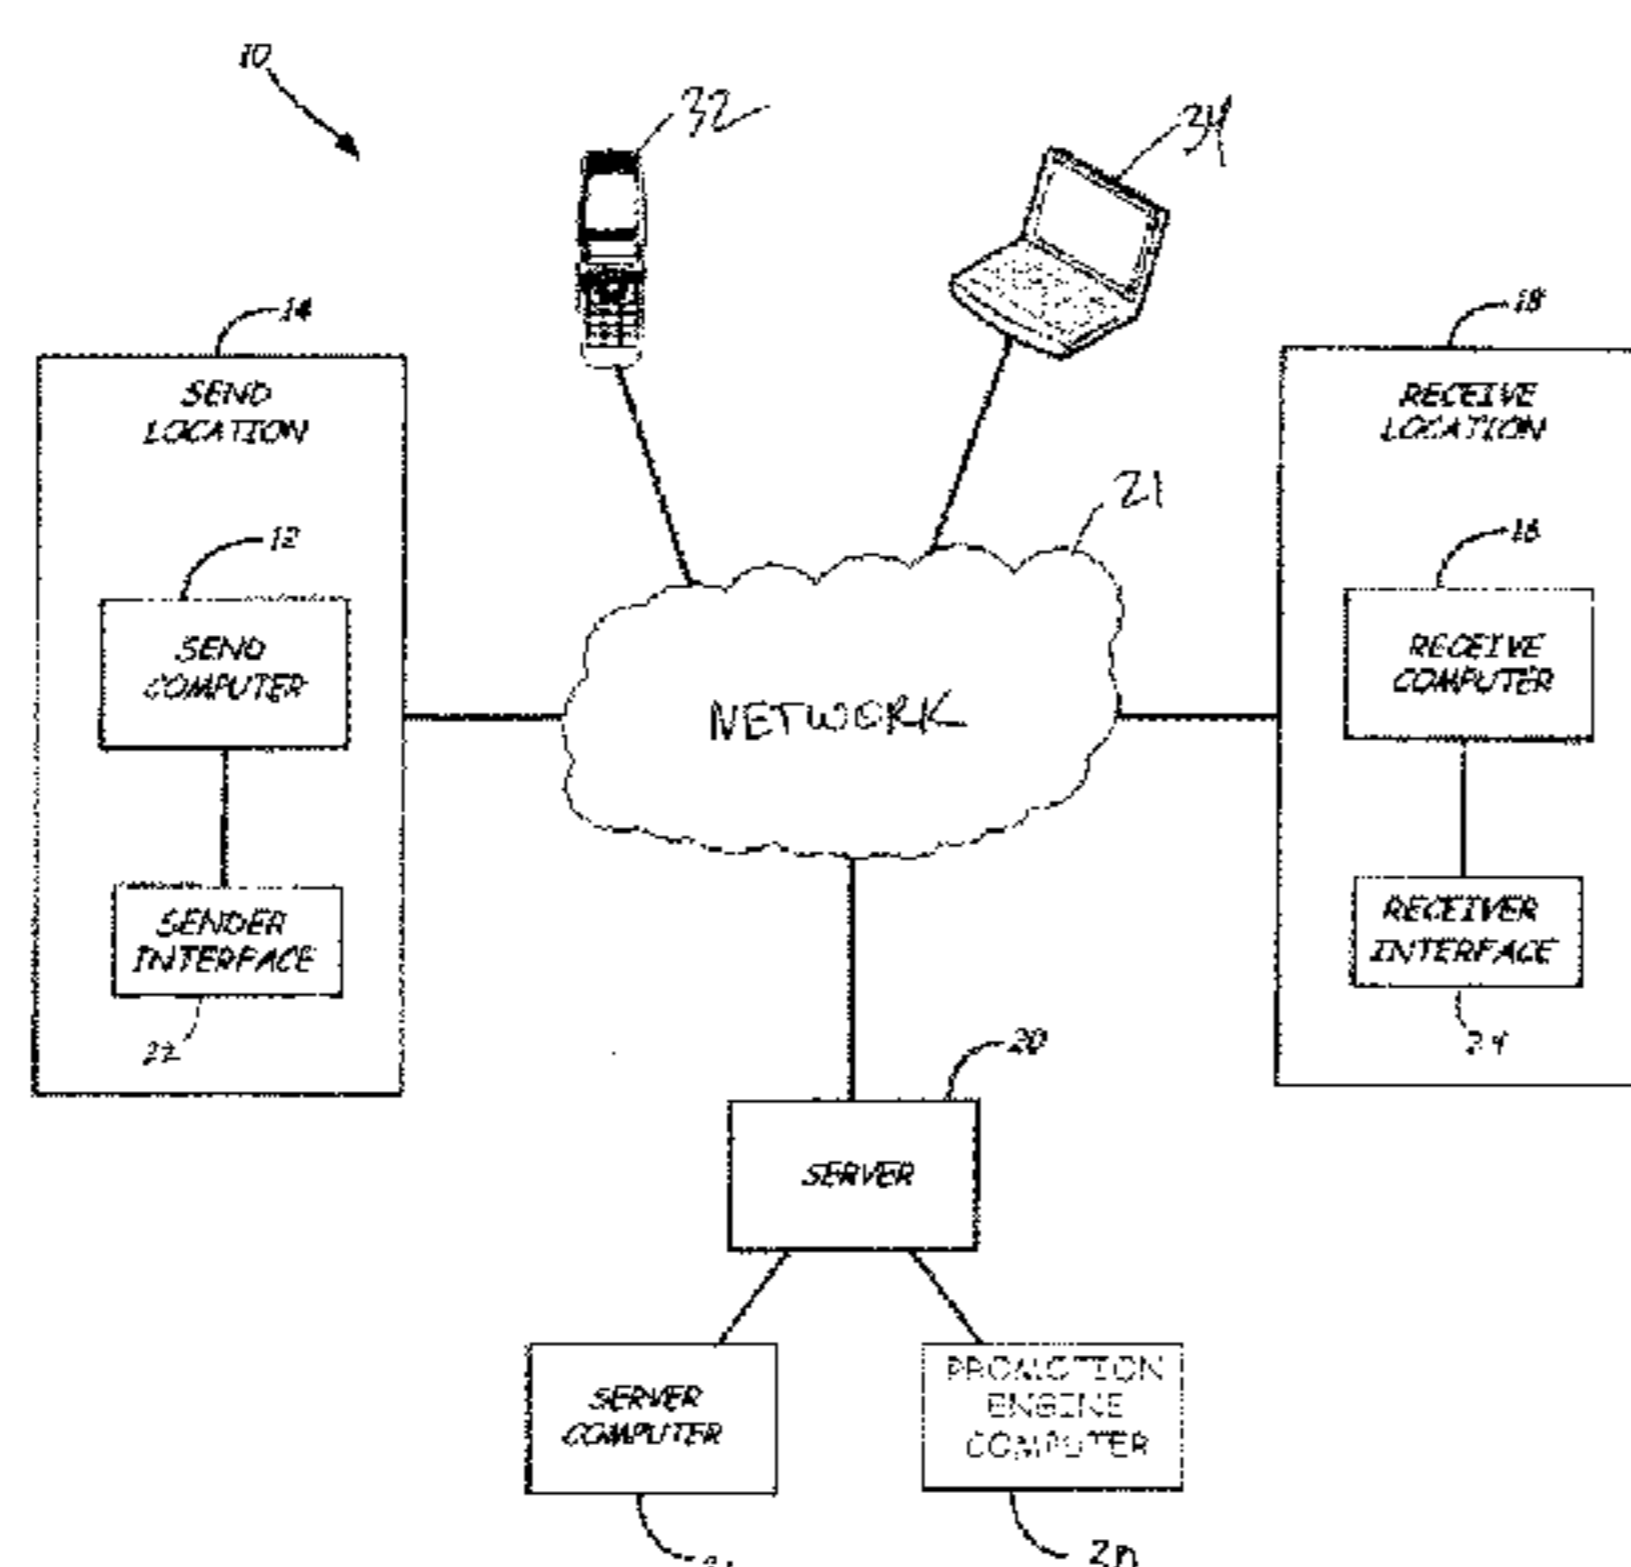 10
32
34
14
18
SEND
LOCATION
RECEIVE
LOCATION
21
12
16
SEND
COMPUTER
RECEIVE
COMPUTER
NETWORK
SENDER
INTERFACE
RECEIVER
INTERFACE
22
24
20
SERVER
SERVER
COMPUTER
PROMOTION
ENGINE
COMPUTER